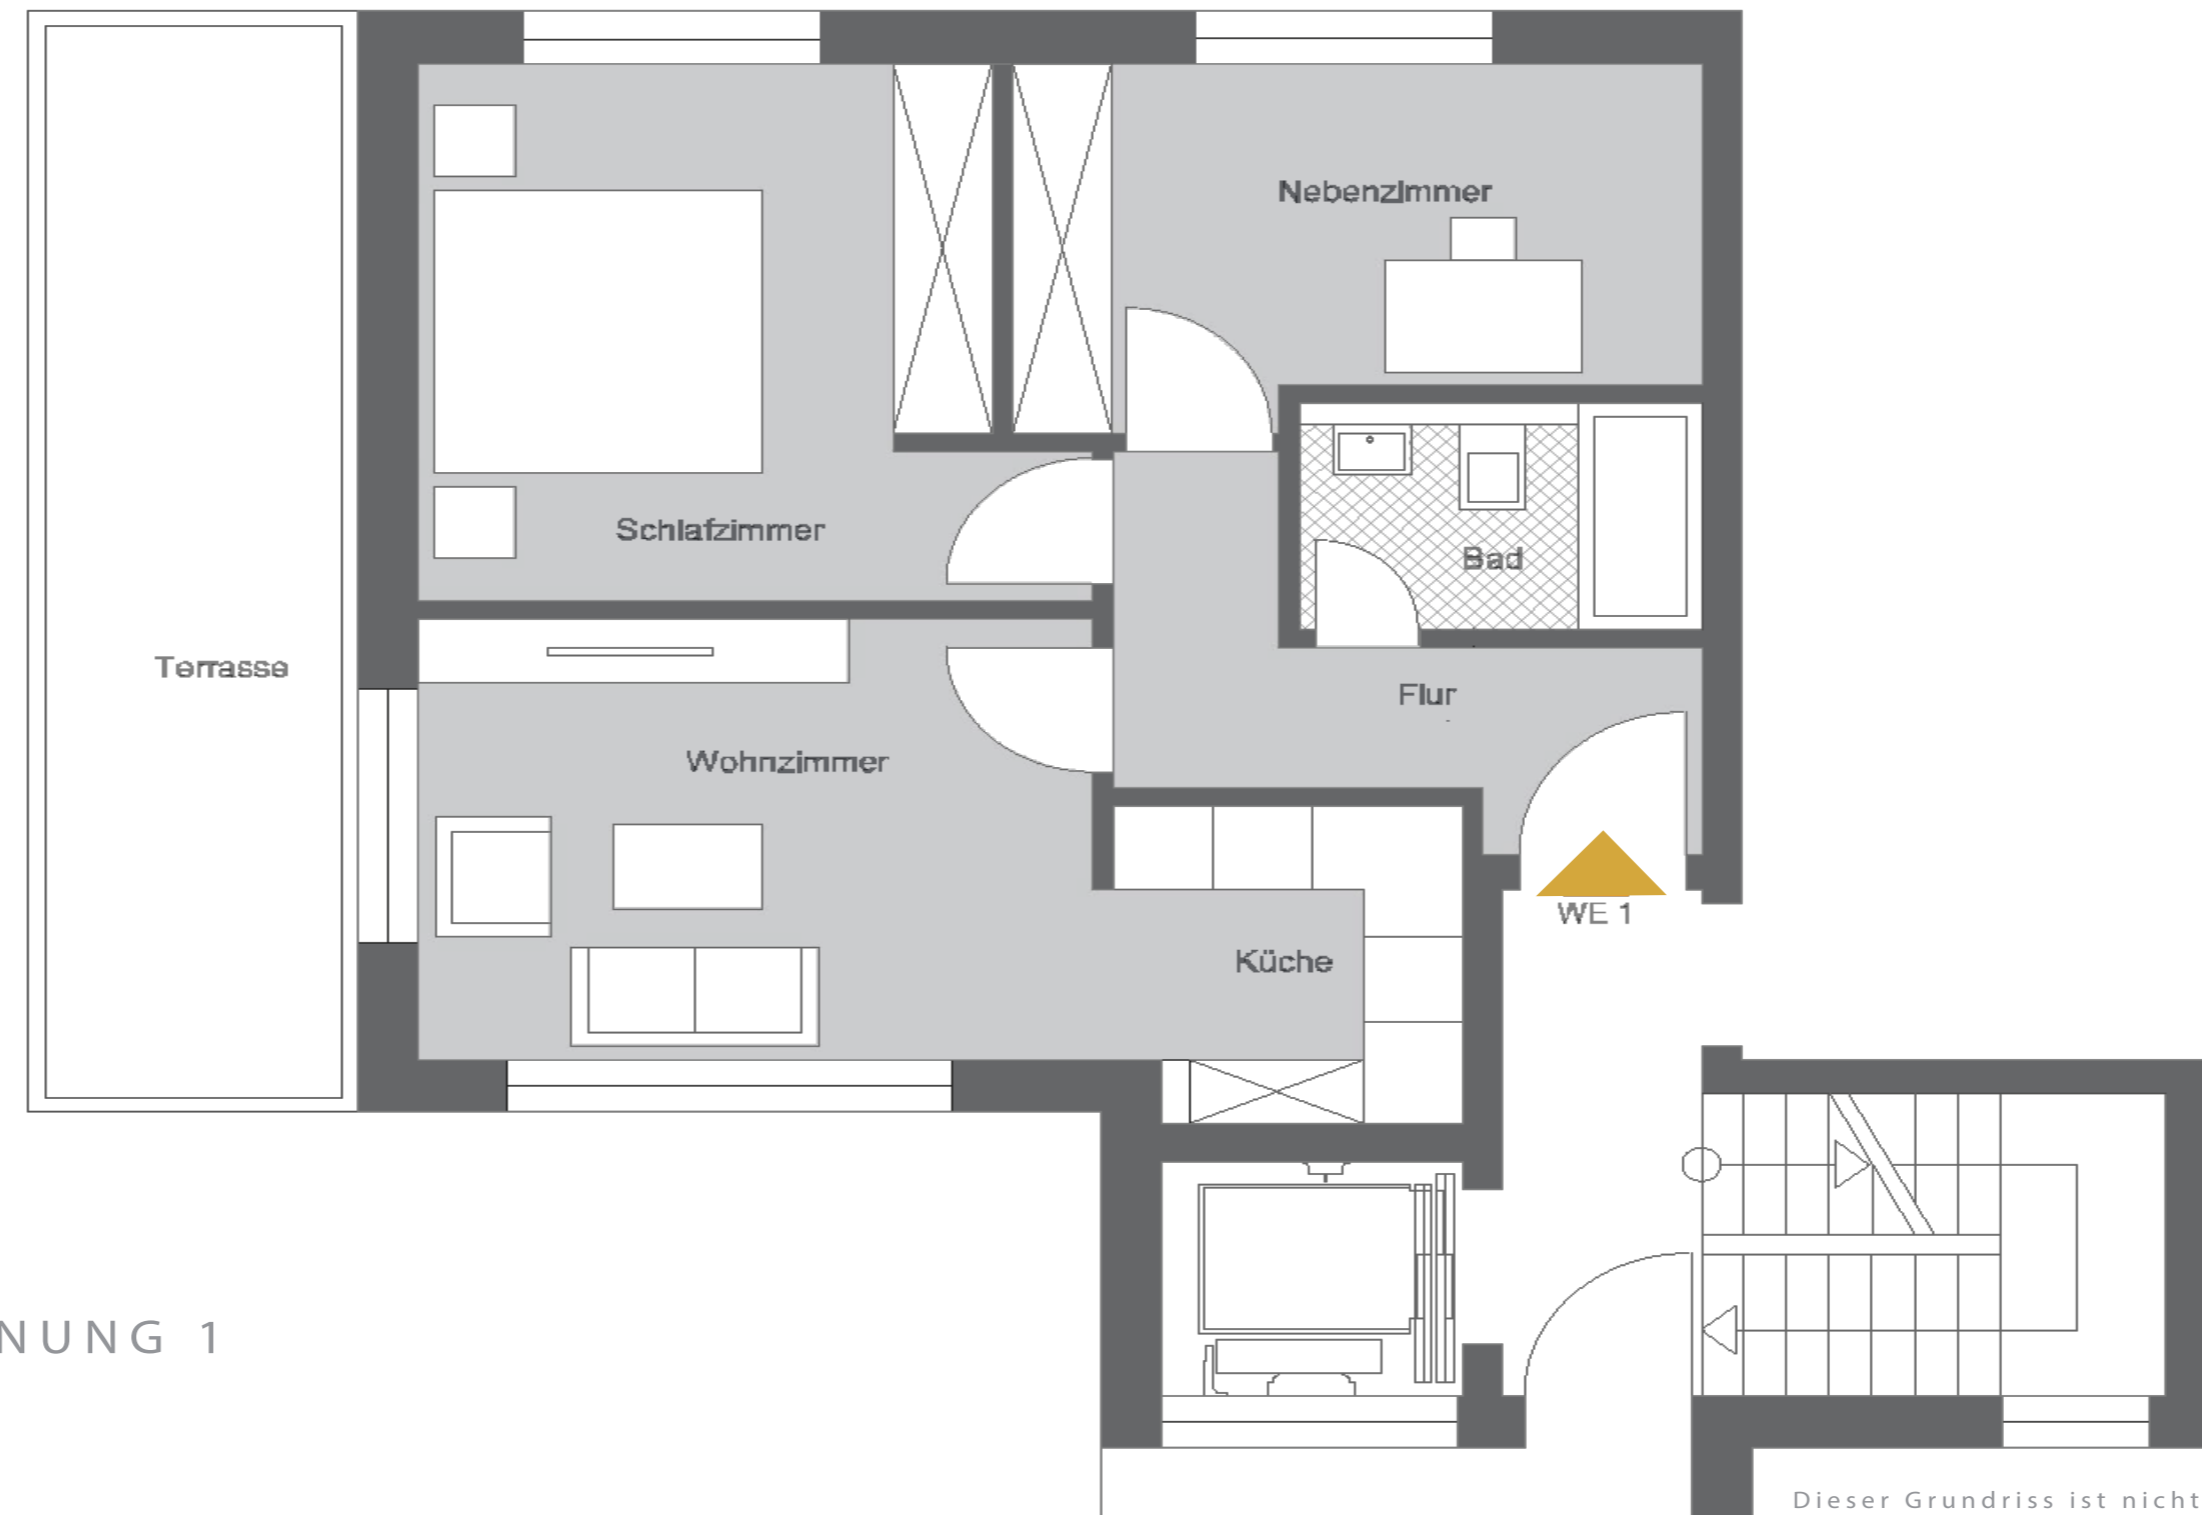 Nebenzimmer
Schlafzimmer
Bad
Terrasse
Flur
Wohnzimmer
WE 1
Küche
NUNG 1
Dieser Grundriss ist nicht